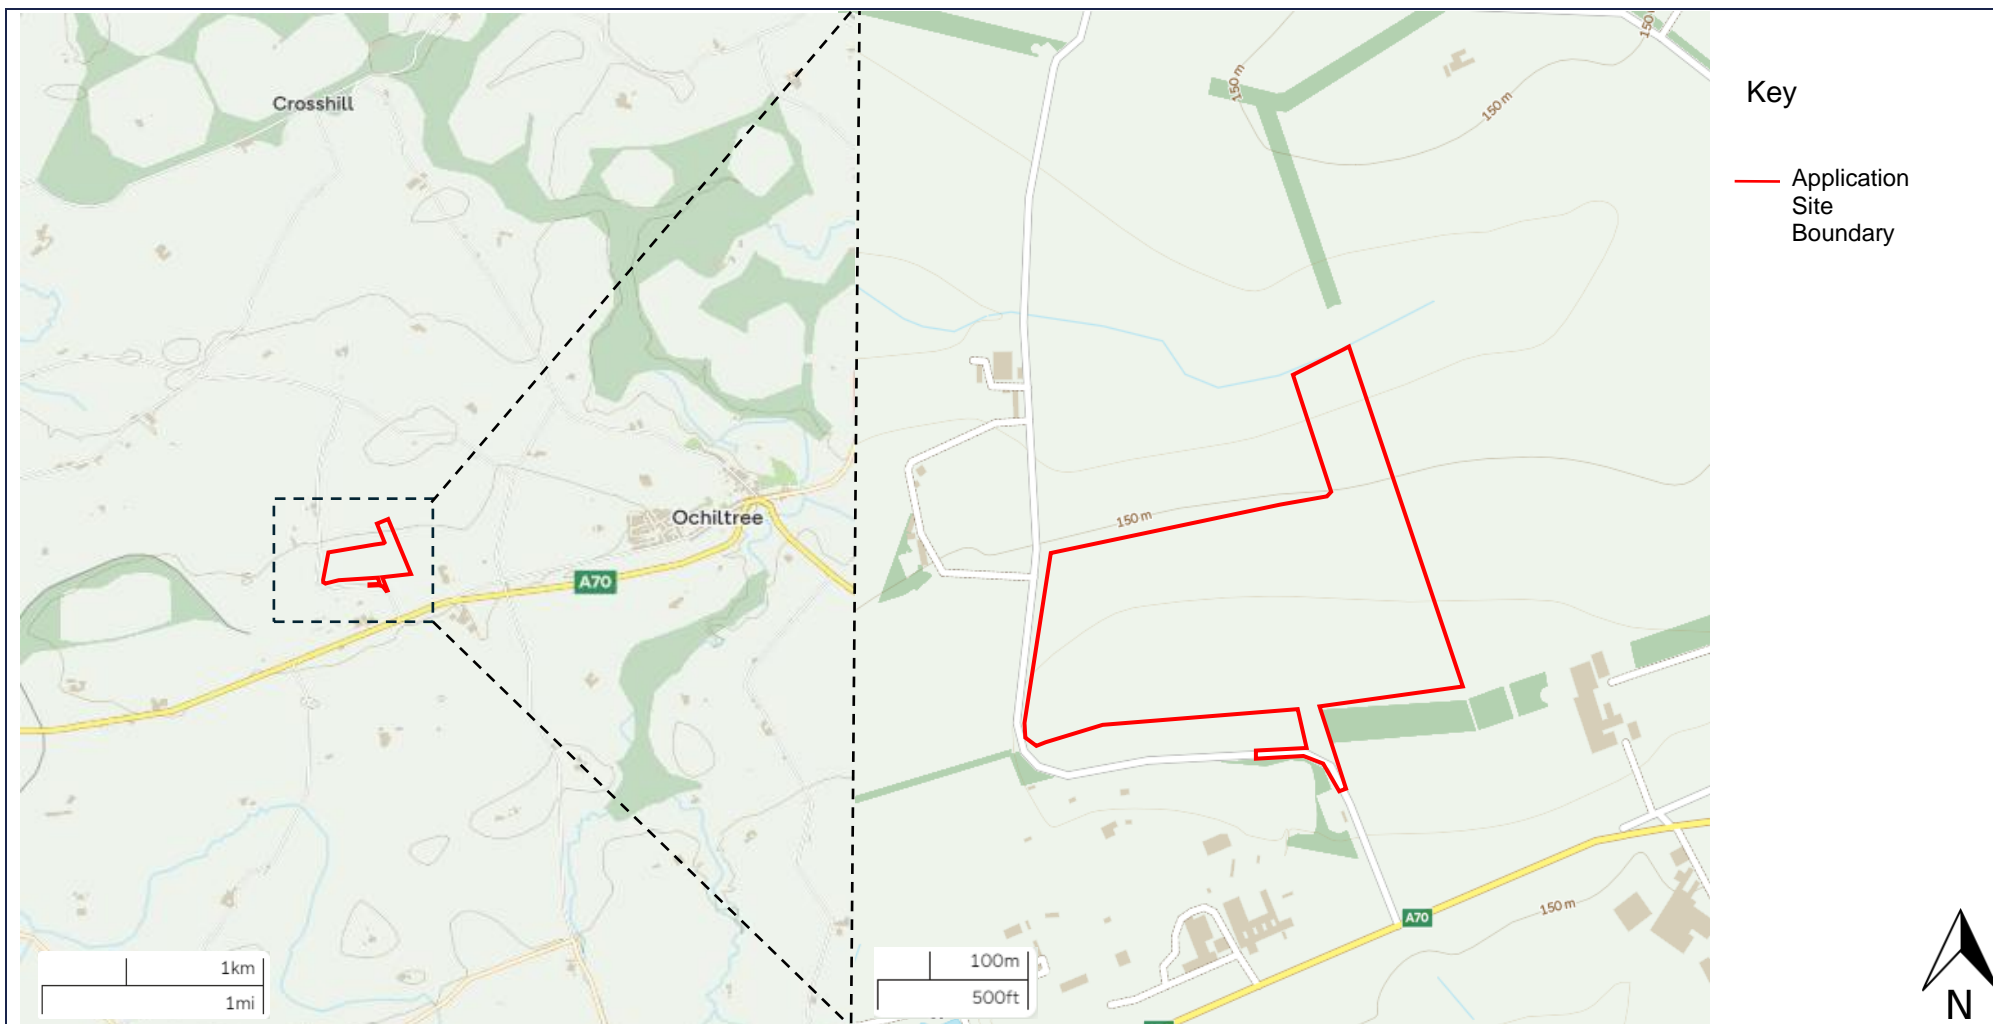 Crosshill
Ochiltree
A70
1km
1mi
150 m
150 m
150
150 m
A70
150 m
100m
500ft
Key
Application
Site
Boundary
N